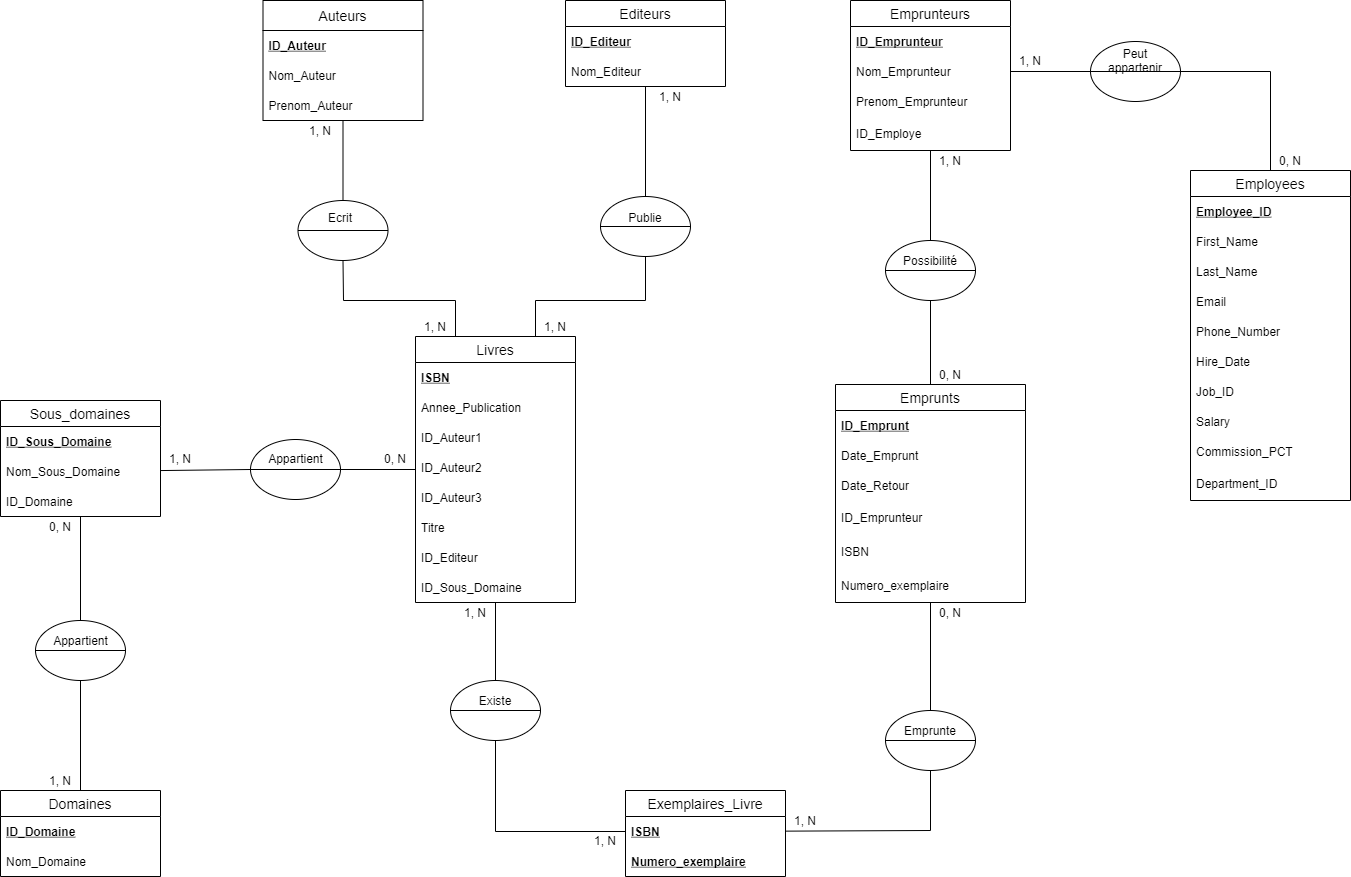 Auteurs
ID_Auteur
Nom_Auteur
Prenom_Auteur
1, N
Editeurs
ID_Editeur
Nom_Editeur
1, N
Emprunteurs
ID_Emprunteur
Nom_Emprunteur
Prenom_Emprunteur
ID_Employe
1, N
1, N
Peut
appartenir
0, N
Employees
Employee_ID
First_Name
Last_Name
Email
Phone_Number
Hire_Date
Job_ID
Salary
Commission_PCT
Department_ID
Ecrit
Publie
Possibilité
1, N
1, N
Livres
ISBN
Annee_Publication
ID_Auteur1
ID_Auteur2
ID_Auteur3
Titre
ID_Editeur
ID_Sous_Domaine
1, N
0, N
Emprunts
ID_Emprunt
Date_Emprunt
Date_Retour
ID_Emprunteur
ISBN
Numero_exemplaire
0, N
Sous_domaines
ID_Sous_Domaine
Nom_Sous_Domaine
ID_Domaine
1, N
Appartient
0, N
0, N
Appartient
1, N
Domaines
ID_Domaine
Nom_Domaine
Existe
1, N
Exemplaires_Livre
ISBN
Numero_exemplaire
1, N
Emprunte